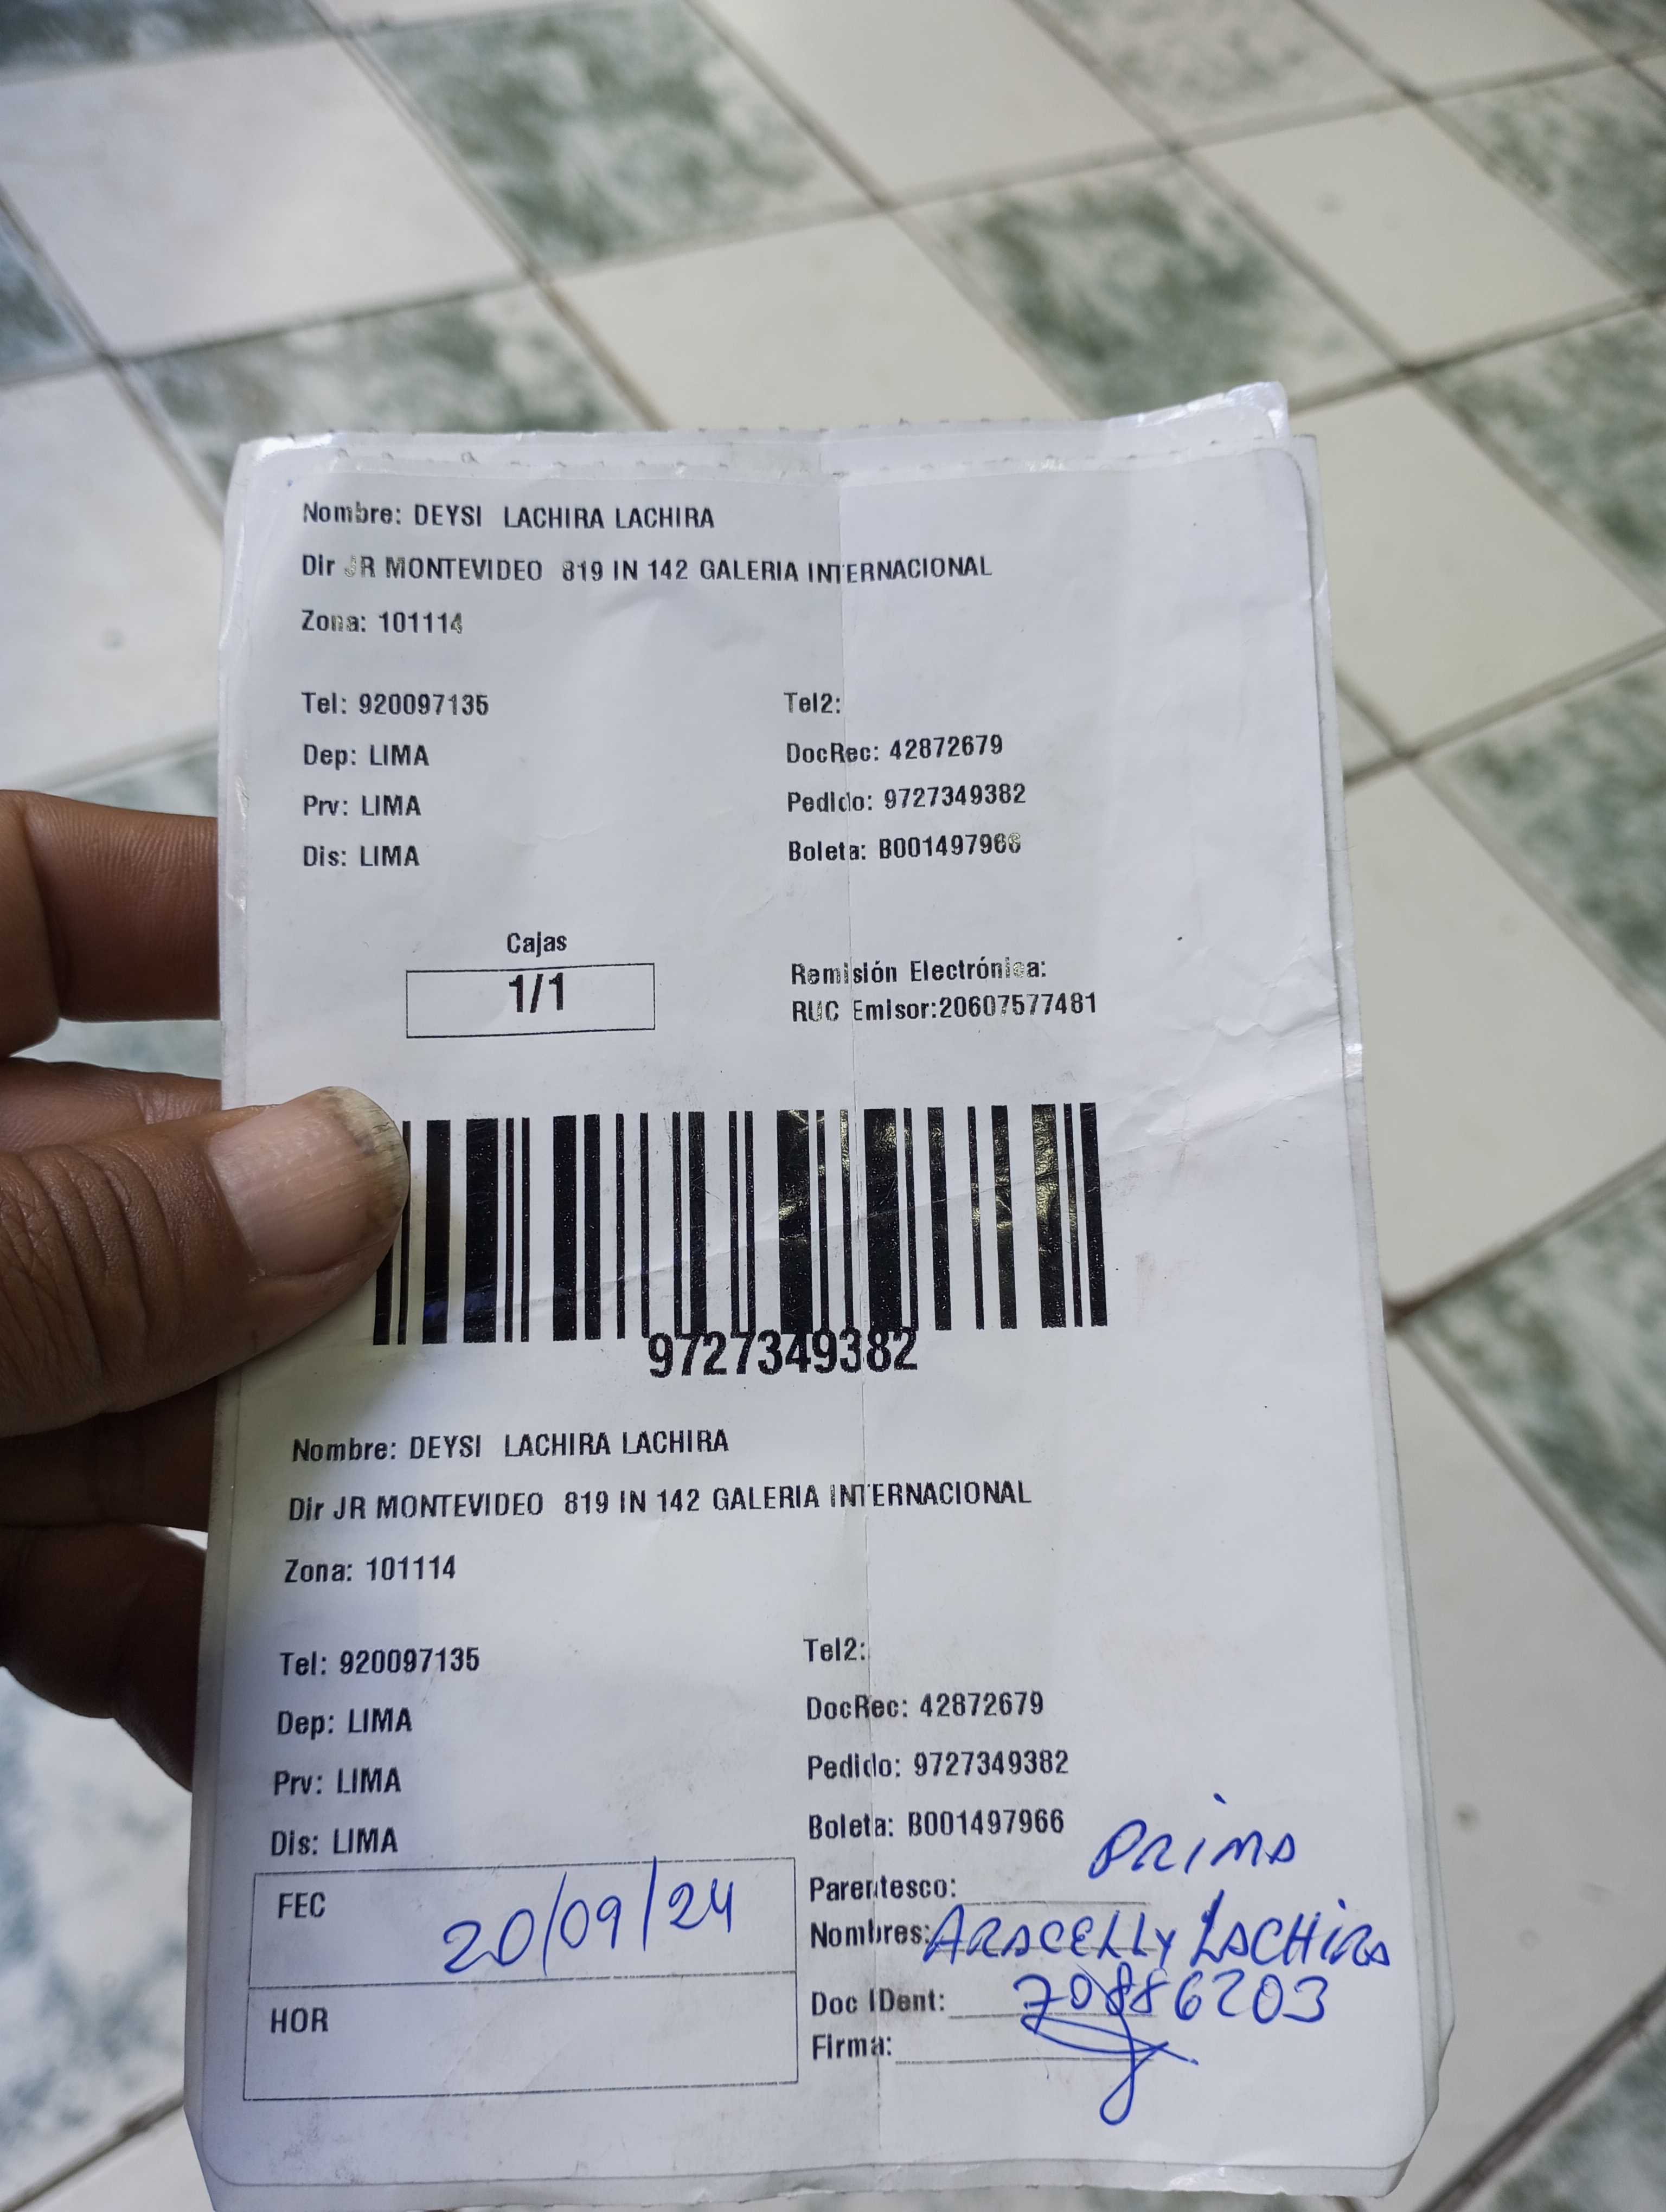 Nombre: DEYSI LACHIRA LACHIRA
Dir JR MONTEVIDEO 819 IN 142 GALERIA INTERNACIONAL
Zona: 101114
Tel: 920097135 Tel2:
Dep: LIMA DocRec: 42872679
Prv: LIMA Pedido: 9727349382
Dis: LIMA Boleta: B001497966
Cajas
1/1
Remisión Electrónica:
RUC Emisor:20607577481
9727349382
Nombre: DEYSI LACHIRA LACHIRA
Dir JR MONTEVIDEO 819 IN 142 GALERIA INTERNACIONAL
Zona: 101114
Tel: 920097135 Tel2:
Dep: LIMA DocRec: 42872679
Prv: LIMA Pedido: 9727349382
Dis: LIMA Boleta: B001497966
FEC 20/09/24
HOR
Parentesco: PRIMA
Nombres: ARACELLY LACHIRA
Doc IDent: 70886203
Firma: